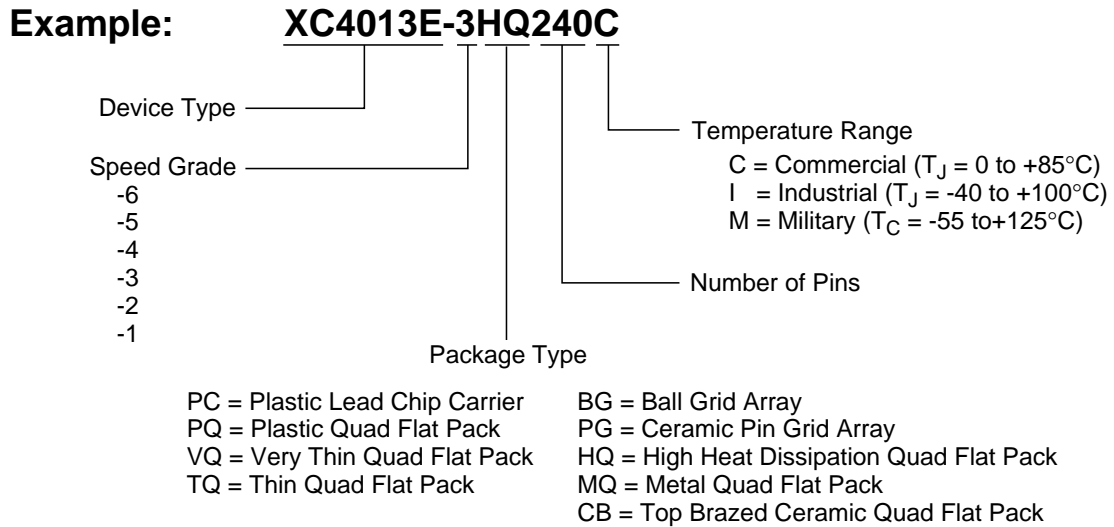 Example: XC4013E-3HQ240C
Device Type
Temperature Range
C = Commercial (TJ = 0 to +85°C)
I = Industrial (TJ = -40 to +100°C)
M = Military (TC = -55 to+125°C)
Speed Grade
-6
-5
-4
-3
-2
-1
Number of Pins
Package Type
PC = Plastic Lead Chip Carrier
PQ = Plastic Quad Flat Pack
VQ = Very Thin Quad Flat Pack
TQ = Thin Quad Flat Pack
BG = Ball Grid Array
PG = Ceramic Pin Grid Array
HQ = High Heat Dissipation Quad Flat Pack
MQ = Metal Quad Flat Pack
CB = Top Brazed Ceramic Quad Flat Pack